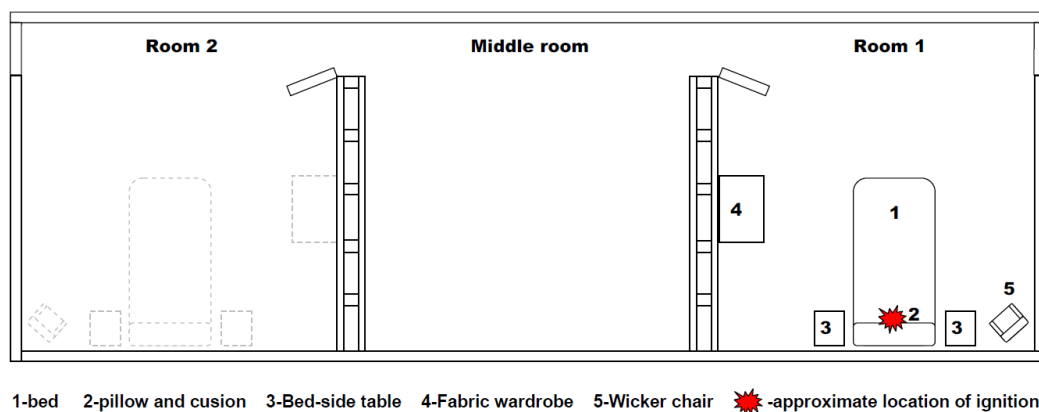 Room 2 Middle room Room 1
4
1
5
3 2 3
1-bed 2-pillow and cusion 3-Bed-side table 4-Fabric wardrobe 5-Wicker chair -approximate location of ignition